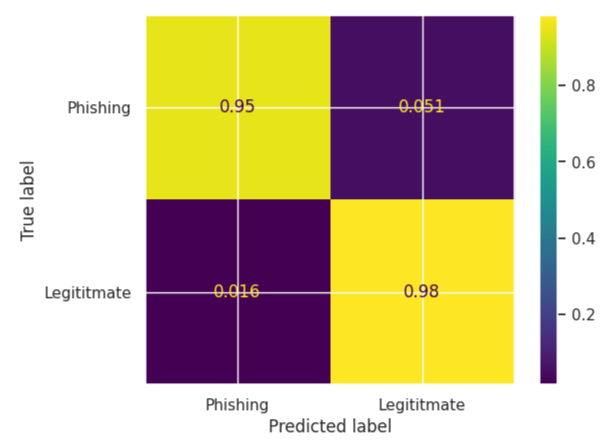 Phishing
0.95
0.051
0.8
0.6
True label
0.4
Legititmate
0.016
0.98
0.2
Phishing
Legititmate
Predicted label